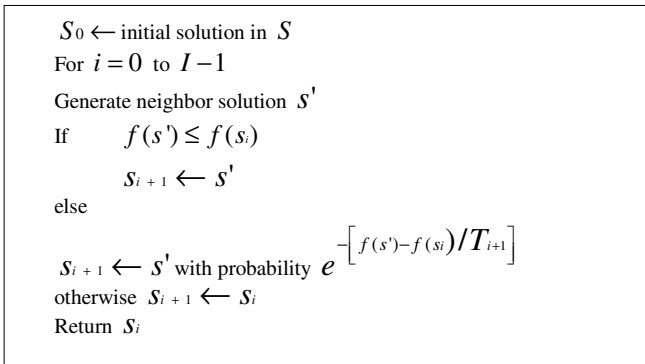 S₀ ← initial solution in S
For i = 0 to I − 1
Generate neighbor solution s'
If f(s') ≤ f(sᵢ)
sᵢ₊₁ ← s'
else
sᵢ₊₁ ← s' with probability e^−[f(s')−f(sᵢ)/Tᵢ₊₁]
otherwise sᵢ₊₁ ← sᵢ
Return sᵢ